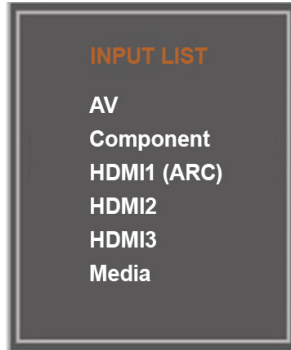 INPUT LIST
AV
Component
HDMI1 (ARC)
HDMI2
HDMI3
Media